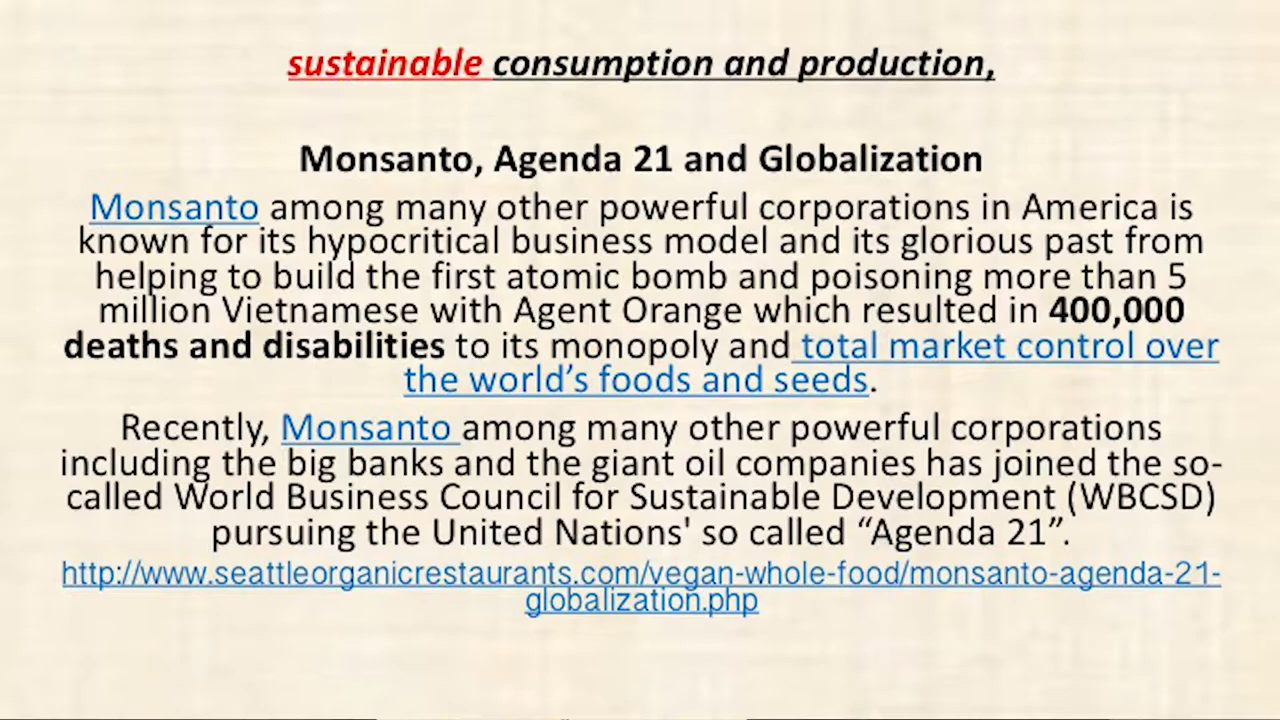 sustainable consumption and production,
Monsanto, Agenda 21 and Globalization
Monsanto among many other powerful corporations in America is
known for its hypocritical business model and its glorious past from
helping to build the first atomic bomb and poisoning more than 5
million Vietnamese with Agent Orange which resulted in 400,000
deaths and disabilities to its monopoly and total market control over
the world's foods and seeds.
Recently, Monsanto among many other powerful corporations
including the big banks and the giant oil companies has joined the so-
called World Business Council for Sustainable Development (WBCSD)
pursuing the United Nations' so called “Agenda 21”.
http://www.seattleorganicrestaurants.com/vegan-whole-food/monsanto-agenda-21-
globalization.php